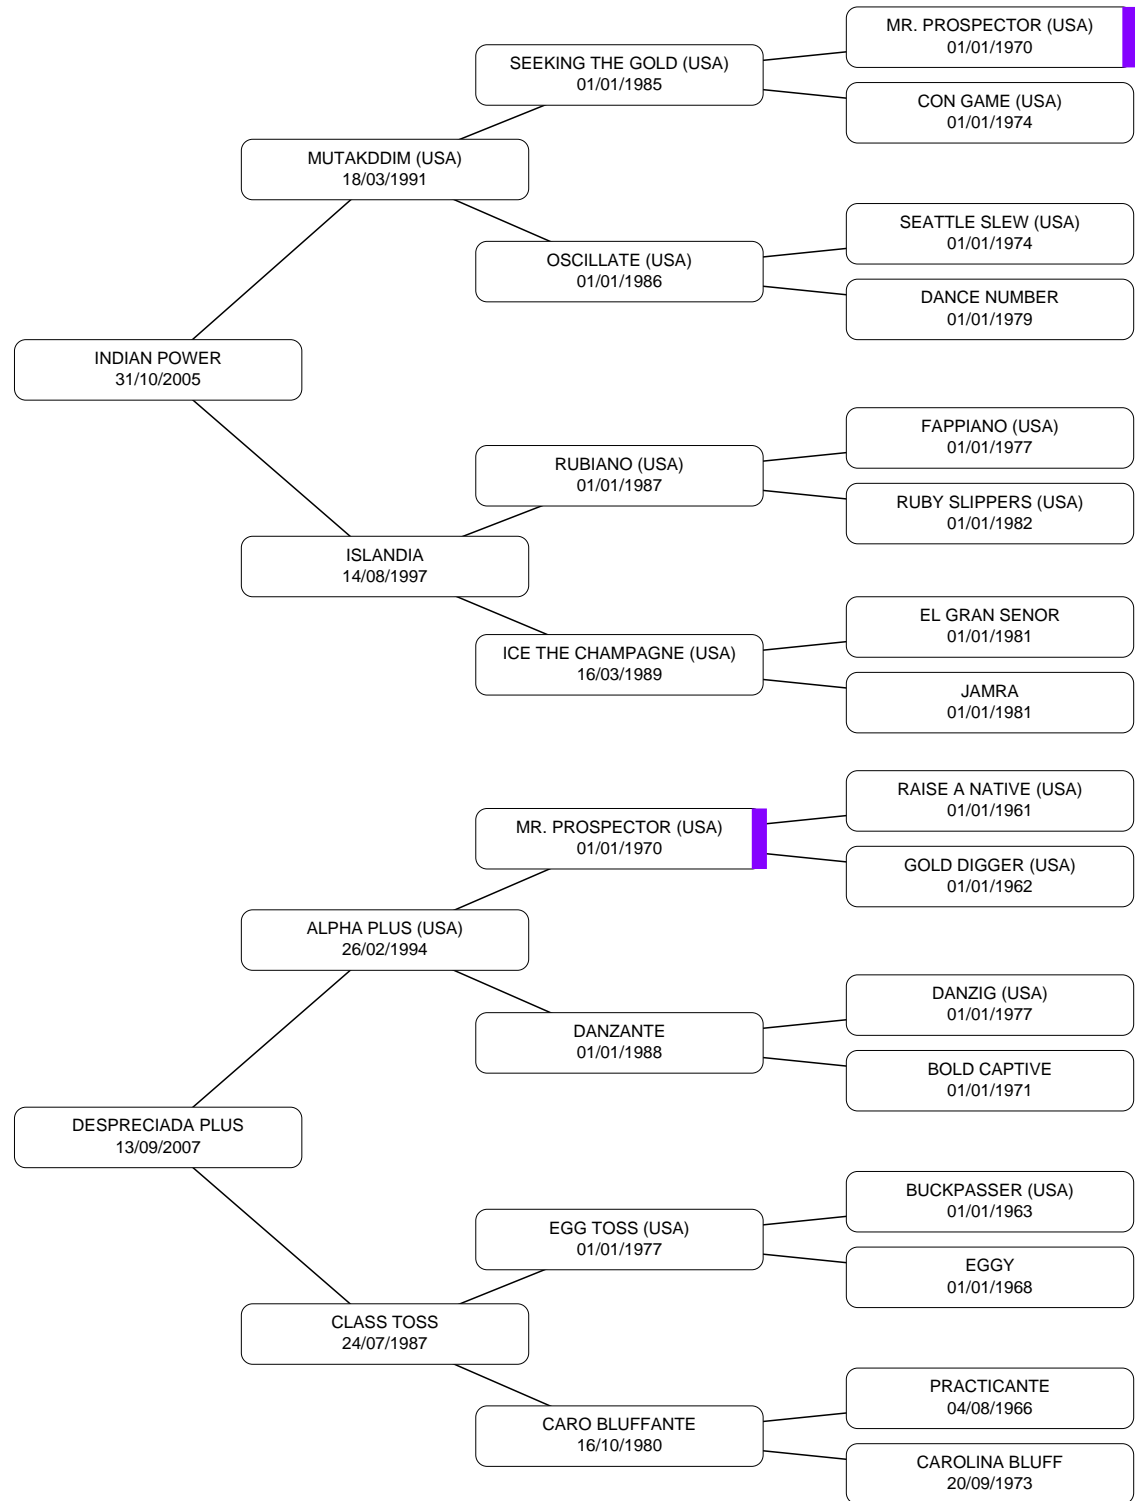 MR. PROSPECTOR (USA)
01/01/1970
SEEKING THE GOLD (USA)
01/01/1985
CON GAME (USA)
01/01/1974
MUTAKDDIM (USA)
18/03/1991
SEATTLE SLEW (USA)
01/01/1974
OSCILLATE (USA)
01/01/1986
DANCE NUMBER
01/01/1979
INDIAN POWER
31/10/2005
FAPPIANO (USA)
01/01/1977
RUBIANO (USA)
01/01/1987
RUBY SLIPPERS (USA)
01/01/1982
ISLANDIA
14/08/1997
EL GRAN SENOR
01/01/1981
ICE THE CHAMPAGNE (USA)
16/03/1989
JAMRA
01/01/1981
RAISE A NATIVE (USA)
01/01/1961
MR. PROSPECTOR (USA)
01/01/1970
GOLD DIGGER (USA)
01/01/1962
ALPHA PLUS (USA)
26/02/1994
DANZIG (USA)
01/01/1977
DANZANTE
01/01/1988
BOLD CAPTIVE
01/01/1971
DESPRECIADA PLUS
13/09/2007
BUCKPASSER (USA)
01/01/1963
EGG TOSS (USA)
01/01/1977
EGGY
01/01/1968
CLASS TOSS
24/07/1987
PRACTICANTE
04/08/1966
CARO BLUFFANTE
16/10/1980
CAROLINA BLUFF
20/09/1973